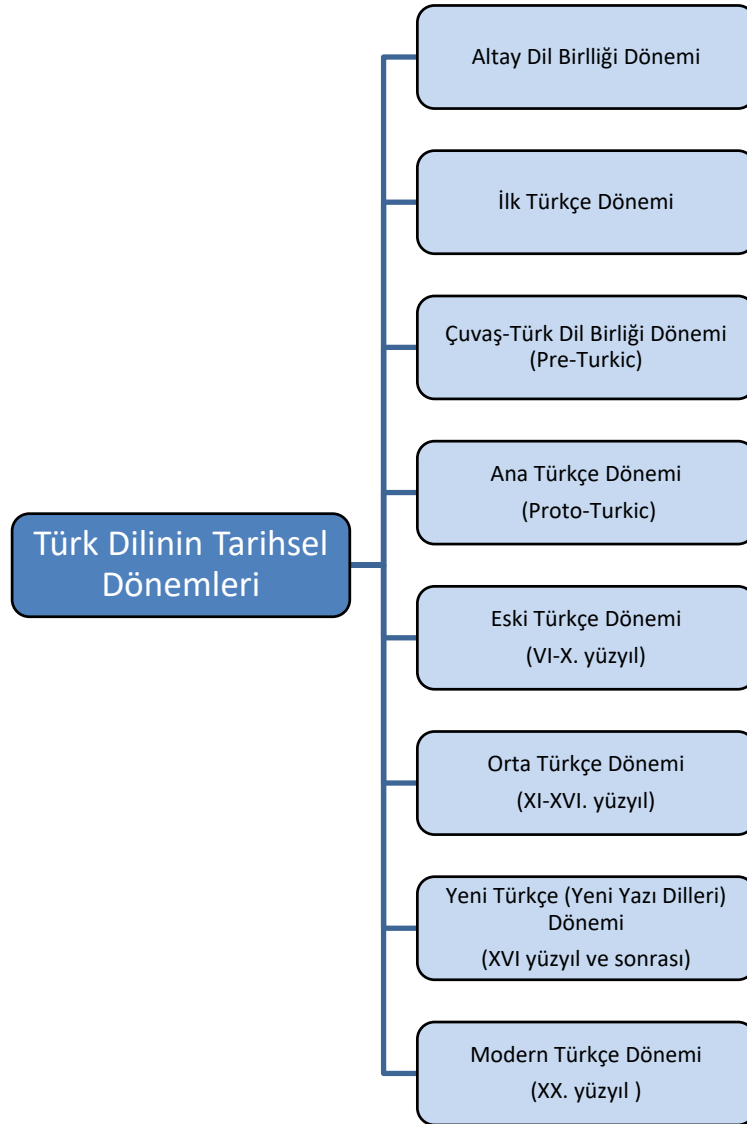 Altay Dil Birlliği Dönemi
İlk Türkçe Dönemi
Çuvaş-Türk Dil Birliği Dönemi
(Pre-Turkic)
Ana Türkçe Dönemi
(Proto-Turkic)
Türk Dilinin Tarihsel
Dönemleri
Eski Türkçe Dönemi
(VI-X. yüzyıl)
Orta Türkçe Dönemi
(XI-XVI. yüzyıl)
Yeni Türkçe (Yeni Yazı Dilleri)
Dönemi
(XVI yüzyıl ve sonrası)
Modern Türkçe Dönemi
(XX. yüzyıl )